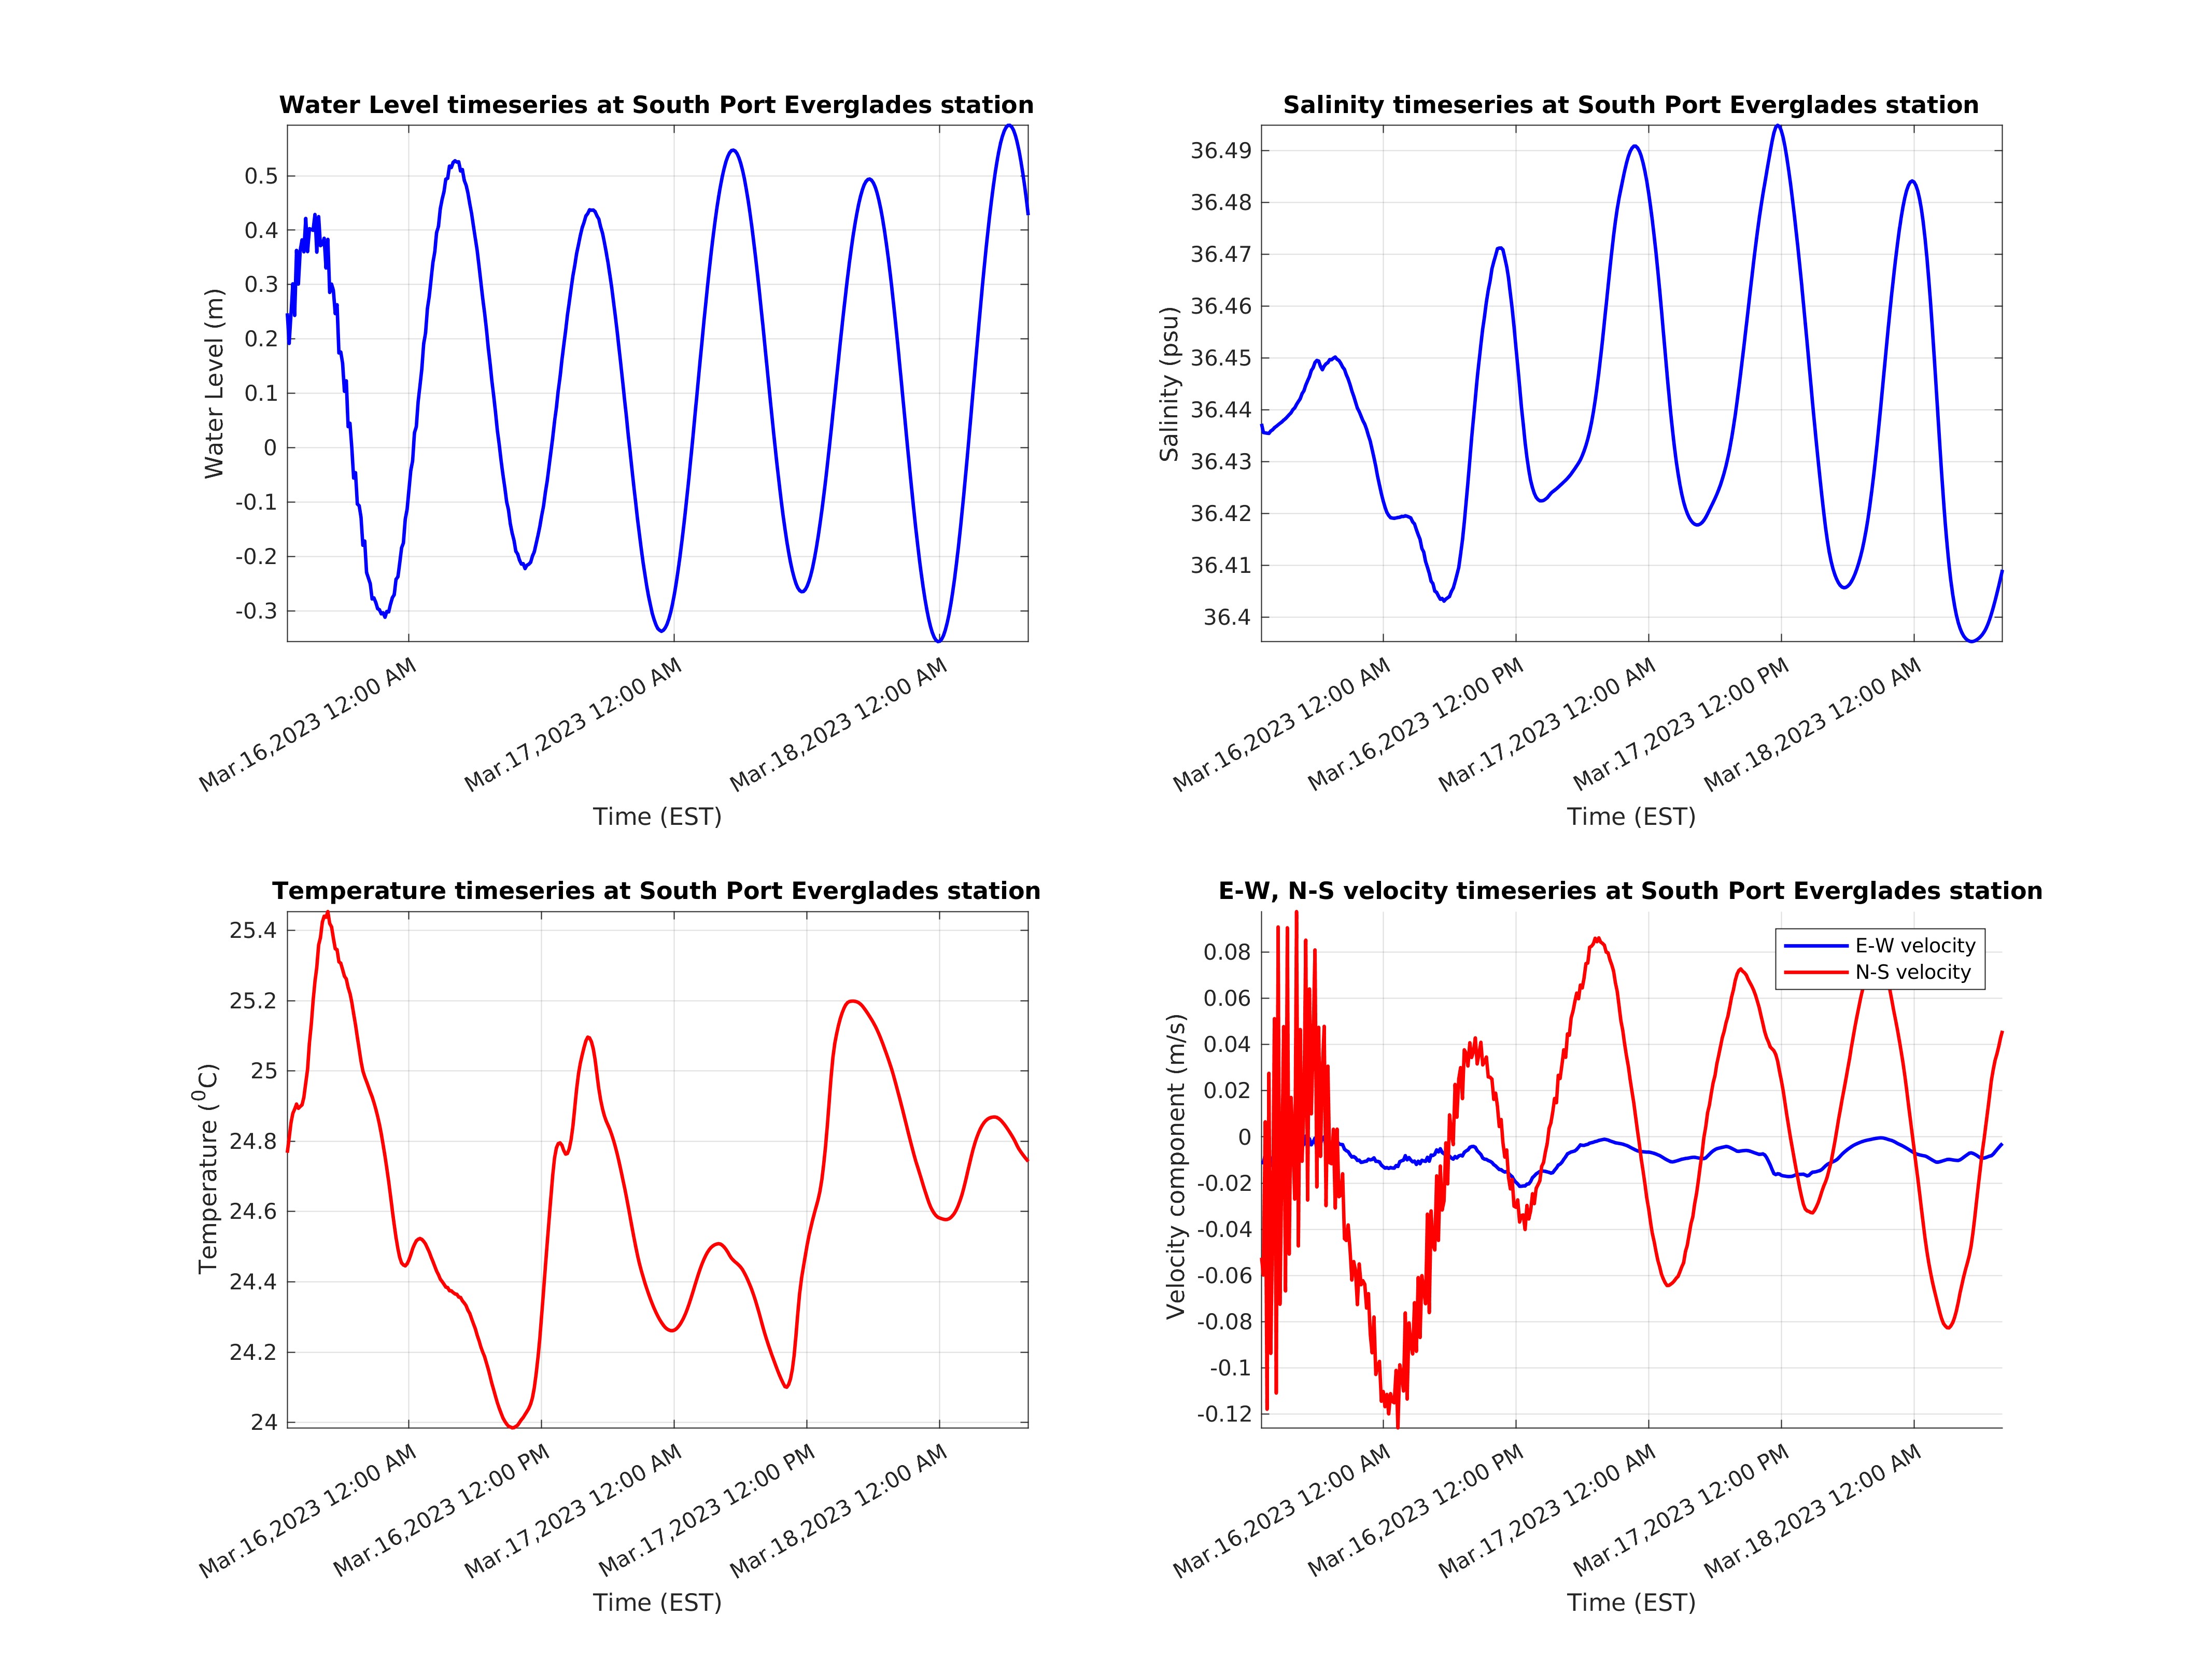 Water Level timeseries at South Port Everglades station
Water Level (m)
0.5
0.4
0.3
0.2
0.1
0
-0.1
-0.2
-0.3
Mar.16,2023 12:00 AM
Mar.17,2023 12:00 AM
Mar.18,2023 12:00 AM
Time (EST)
Salinity timeseries at South Port Everglades station
Salinity (psu)
36.49
36.48
36.47
36.46
36.45
36.44
36.43
36.42
36.41
36.4
Mar.16,2023 12:00 AM
Mar.16,2023 12:00 PM
Mar.17,2023 12:00 AM
Mar.17,2023 12:00 PM
Mar.18,2023 12:00 AM
Time (EST)
Temperature timeseries at South Port Everglades station
Temperature (⁰C)
25.4
25.2
25
24.8
24.6
24.4
24.2
24
Mar.16,2023 12:00 AM
Mar.16,2023 12:00 PM
Mar.17,2023 12:00 AM
Mar.17,2023 12:00 PM
Mar.18,2023 12:00 AM
Time (EST)
E-W, N-S velocity timeseries at South Port Everglades station
E-W velocity
N-S velocity
Velocity component (m/s)
0.08
0.06
0.04
0.02
0
-0.02
-0.04
-0.06
-0.08
-0.1
-0.12
Mar.16,2023 12:00 AM
Mar.16,2023 12:00 PM
Mar.17,2023 12:00 AM
Mar.17,2023 12:00 PM
Mar.18,2023 12:00 AM
Time (EST)